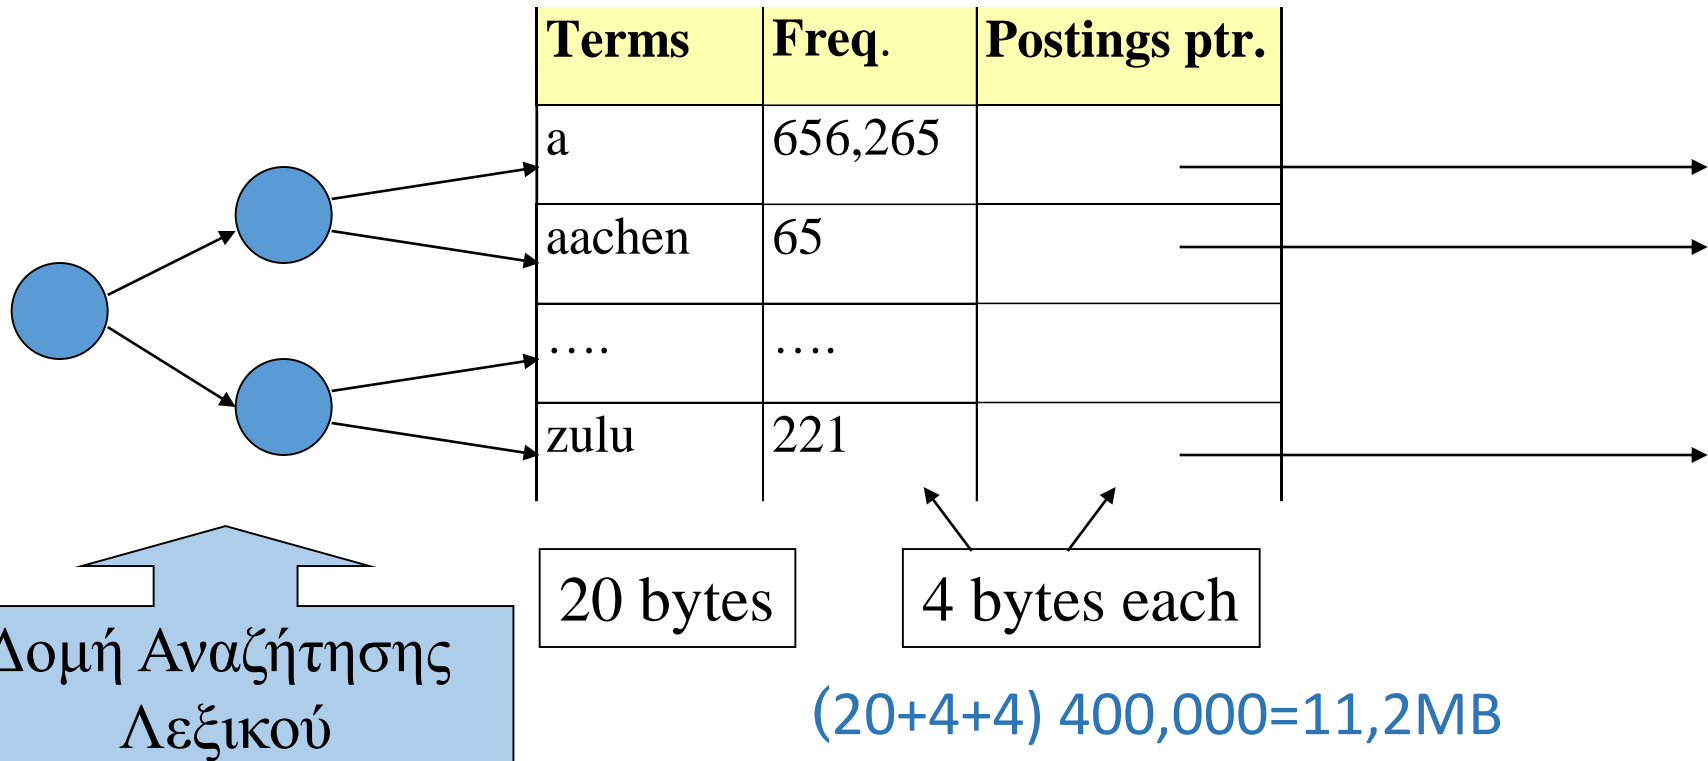 Terms Freq. Postings ptr.
a 656,265
aachen 65
…. ….
zulu 221
20 bytes 4 bytes each
Δομή Αναζήτησης
Λεξικού
(20+4+4) 400,000=11,2MB